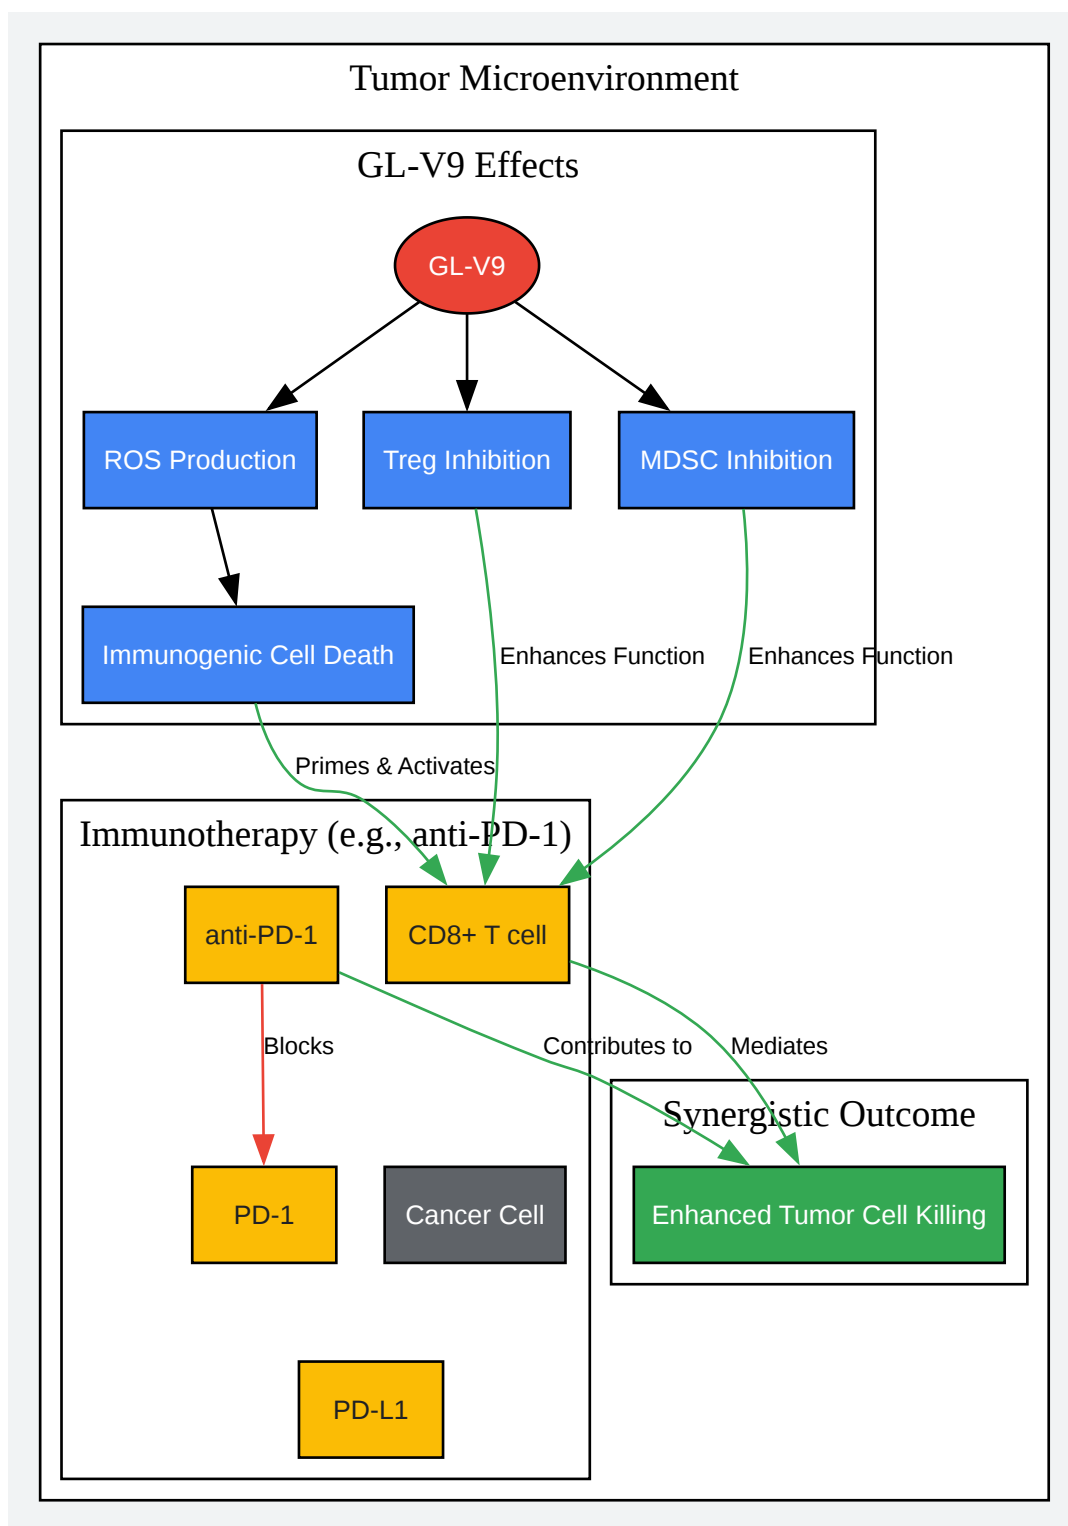 Tumor Microenvironment
GL-V9 Effects
GL-V9
ROS Production
Treg Inhibition
MDSC Inhibition
Immunogenic Cell Death
Enhances Function
Enhances Function
Primes & Activates
Immunotherapy (e.g., anti-PD-1)
anti-PD-1
CD8+ T cell
Blocks
Contributes to
Mediates
Synergistic Outcome
PD-1
Cancer Cell
Enhanced Tumor Cell Killing
PD-L1